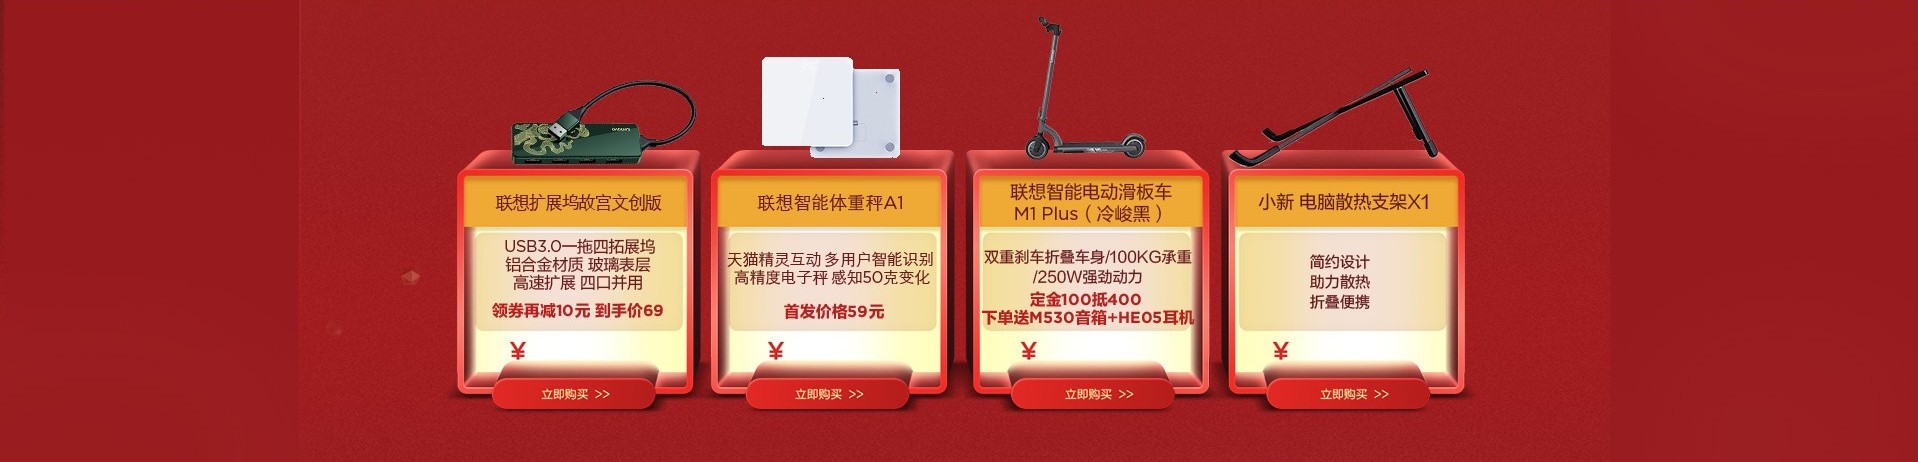 lenovo
联想扩展坞故宫文创版
USB3.0一拖四拓展坞
铝合金材质 玻璃表层
高速扩展 四口并用
领券再减10元 到手价69
¥
立即购买 >>
联想智能体重秤A1
天猫精灵互动 多用户智能识别
高精度电子秤 感知50克变化
首发价格59元
¥
立即购买 >>
联想智能电动滑板车
M1 Plus（冷峻黑）
双重刹车折叠车身/100KG承重
/250W强劲动力
定金100抵400
下单送M530音箱+HE05耳机
¥
立即购买 >>
小新 电脑散热支架X1
简约设计
助力散热
折叠便携
¥
立即购买 >>